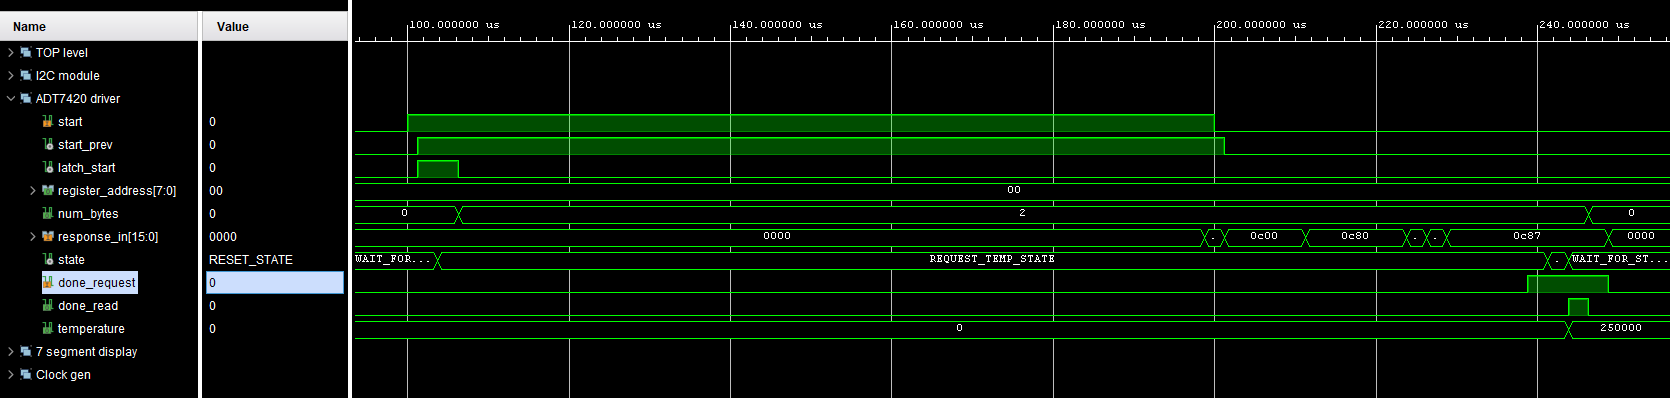 Name Value 100.000000 us 120.000000 us 140.000000 us 160.000000 us 180.000000 us 200.000000 us 220.000000 us 240.000000 us
TOP level
I2C module
ADT7420 driver
start 0
start_prev 0
latch_start 0
register_address[7:0] 00 00
num_bytes 0 0 2 0
response_in[15:0] 0000 0000 . 0c00 0c80 . . 0c87 0000
state RESET_STATE WAIT_FOR... REQUEST_TEMP_STATE . WAIT_FOR_ST...
done_request 0
done_read 0
temperature 0 0 250000
7 segment display
Clock gen